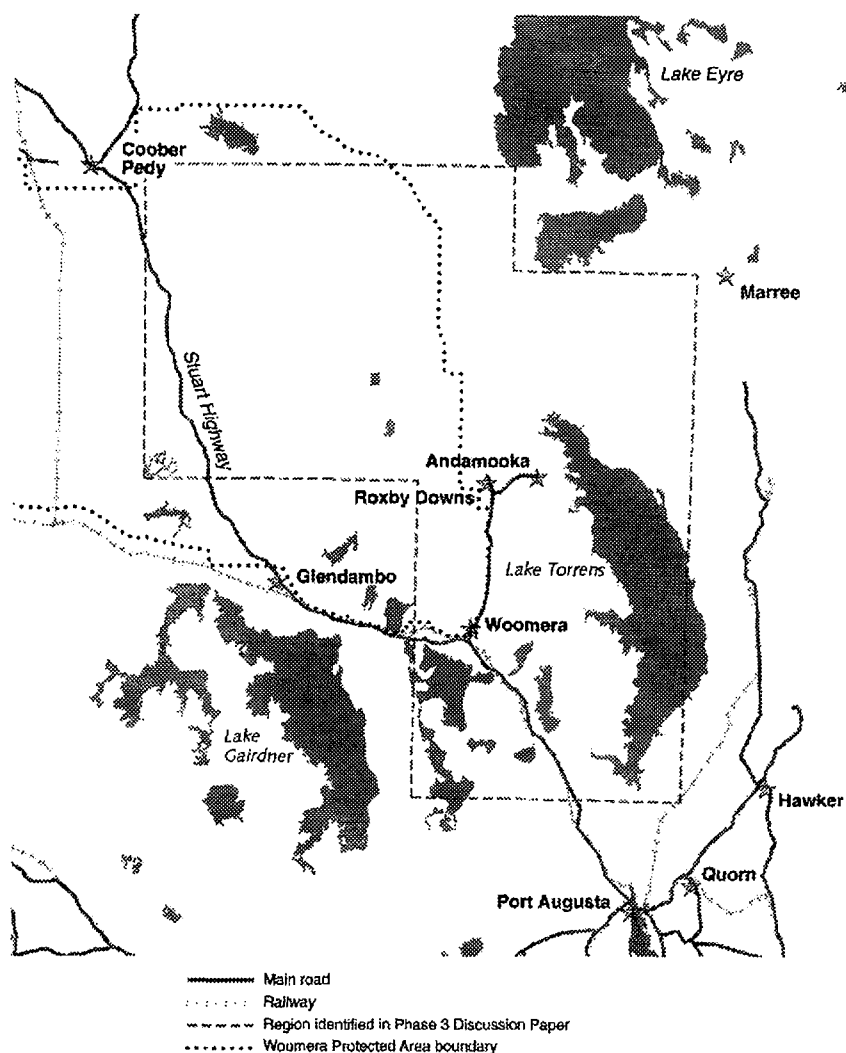 Lake Eyre
Coober
Pedy
Marree
Stuart Highway
Andamooka
Roxby Downs
Lake Torrens
Glendambo
Woomera
Lake
Gairdner
Hawker
Quorn
Port Augusta
Main road
Railway
Region identified in Phase 3 Discussion Paper
Woomera Protected Area boundary